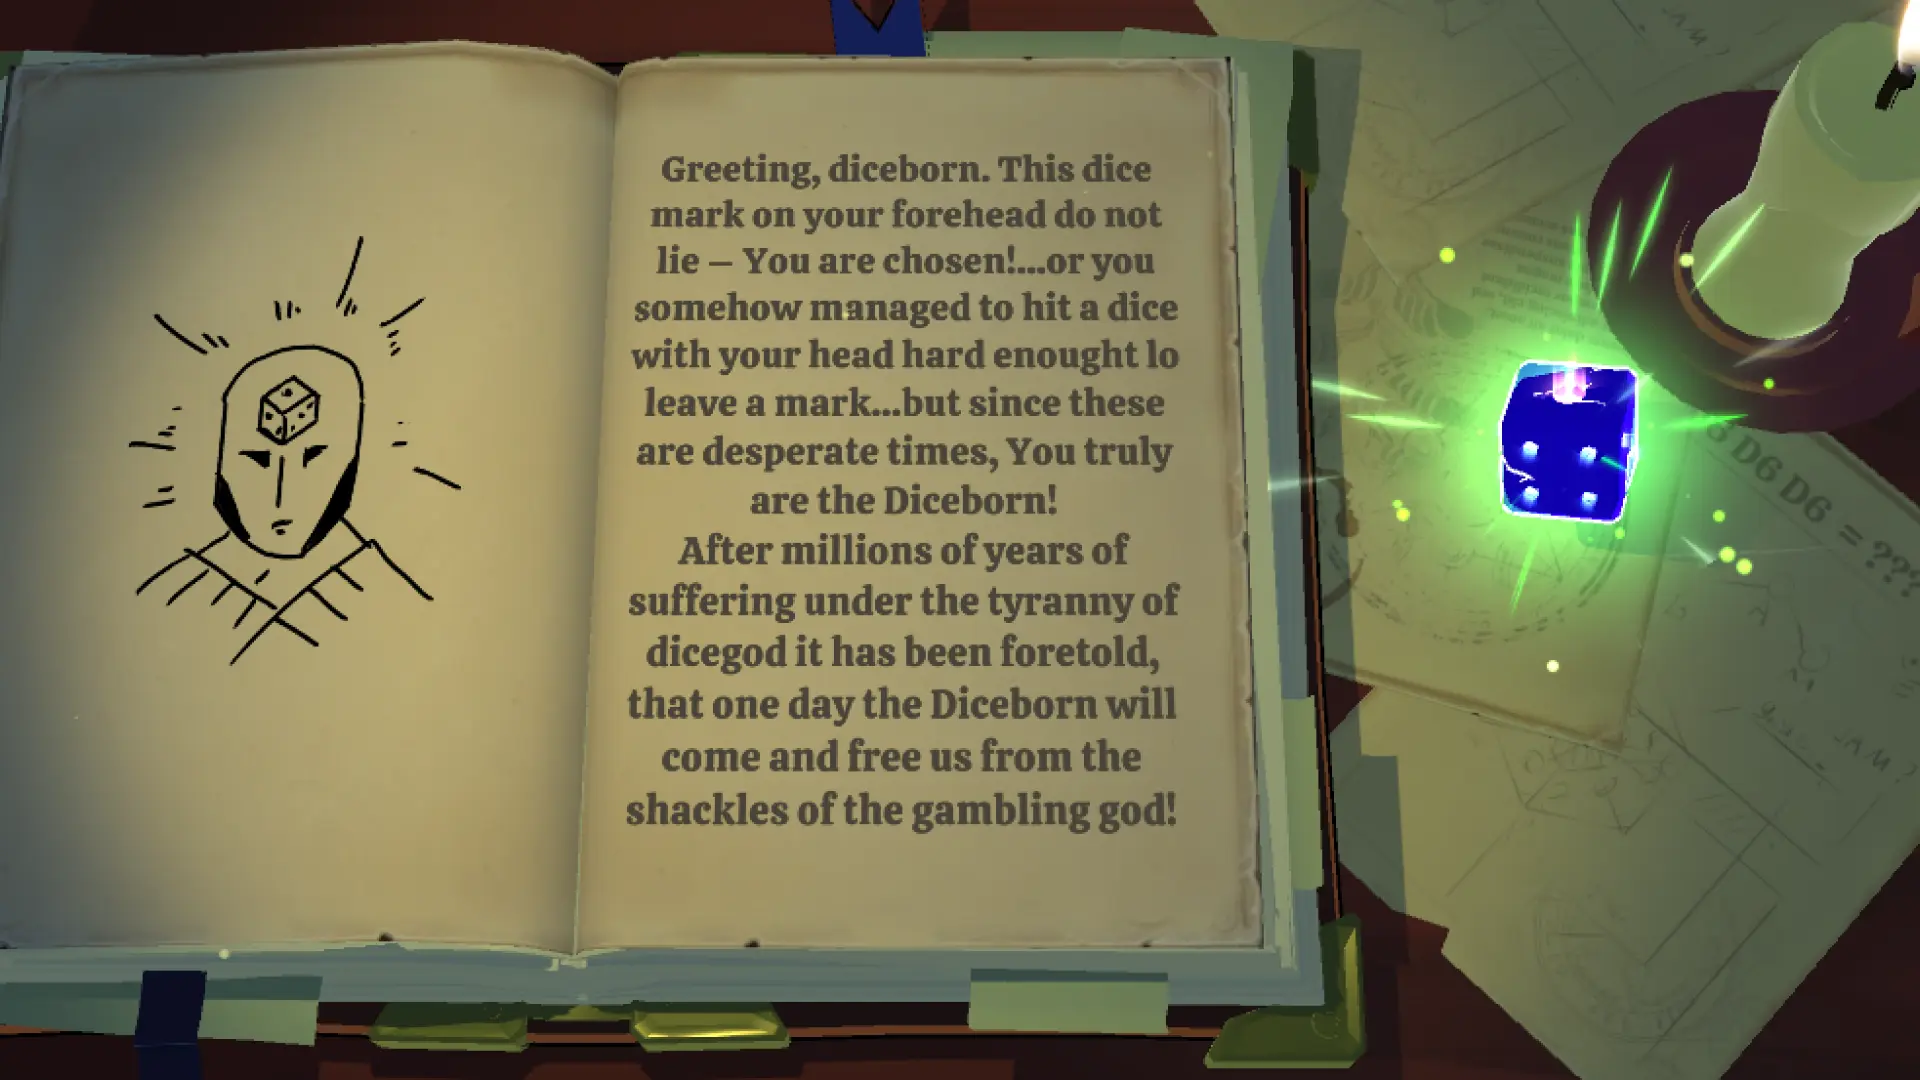 Greeting, diceborn. This dice
mark on your forehead do not
lie – You are chosen!...or you
somehow managed to hit a dice
with your head hard enought lo
leave a mark...but since these
are desperate times, You truly
are the Diceborn!
After millions of years of
suffering under the tyranny of
dicegod it has been foretold,
that one day the Diceborn will
come and free us from the
shackles of the gambling god!
D6 D6 = ???